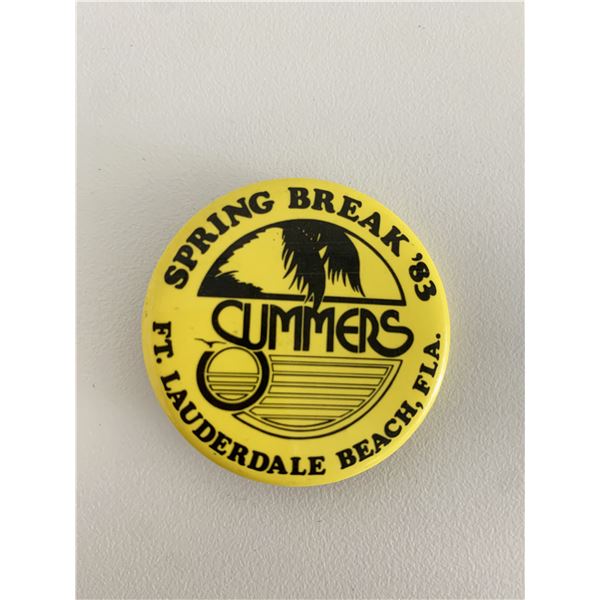 SPRING BREAK '83
SUMMERS
FT. LAUDERDALE BEACH, FLA.